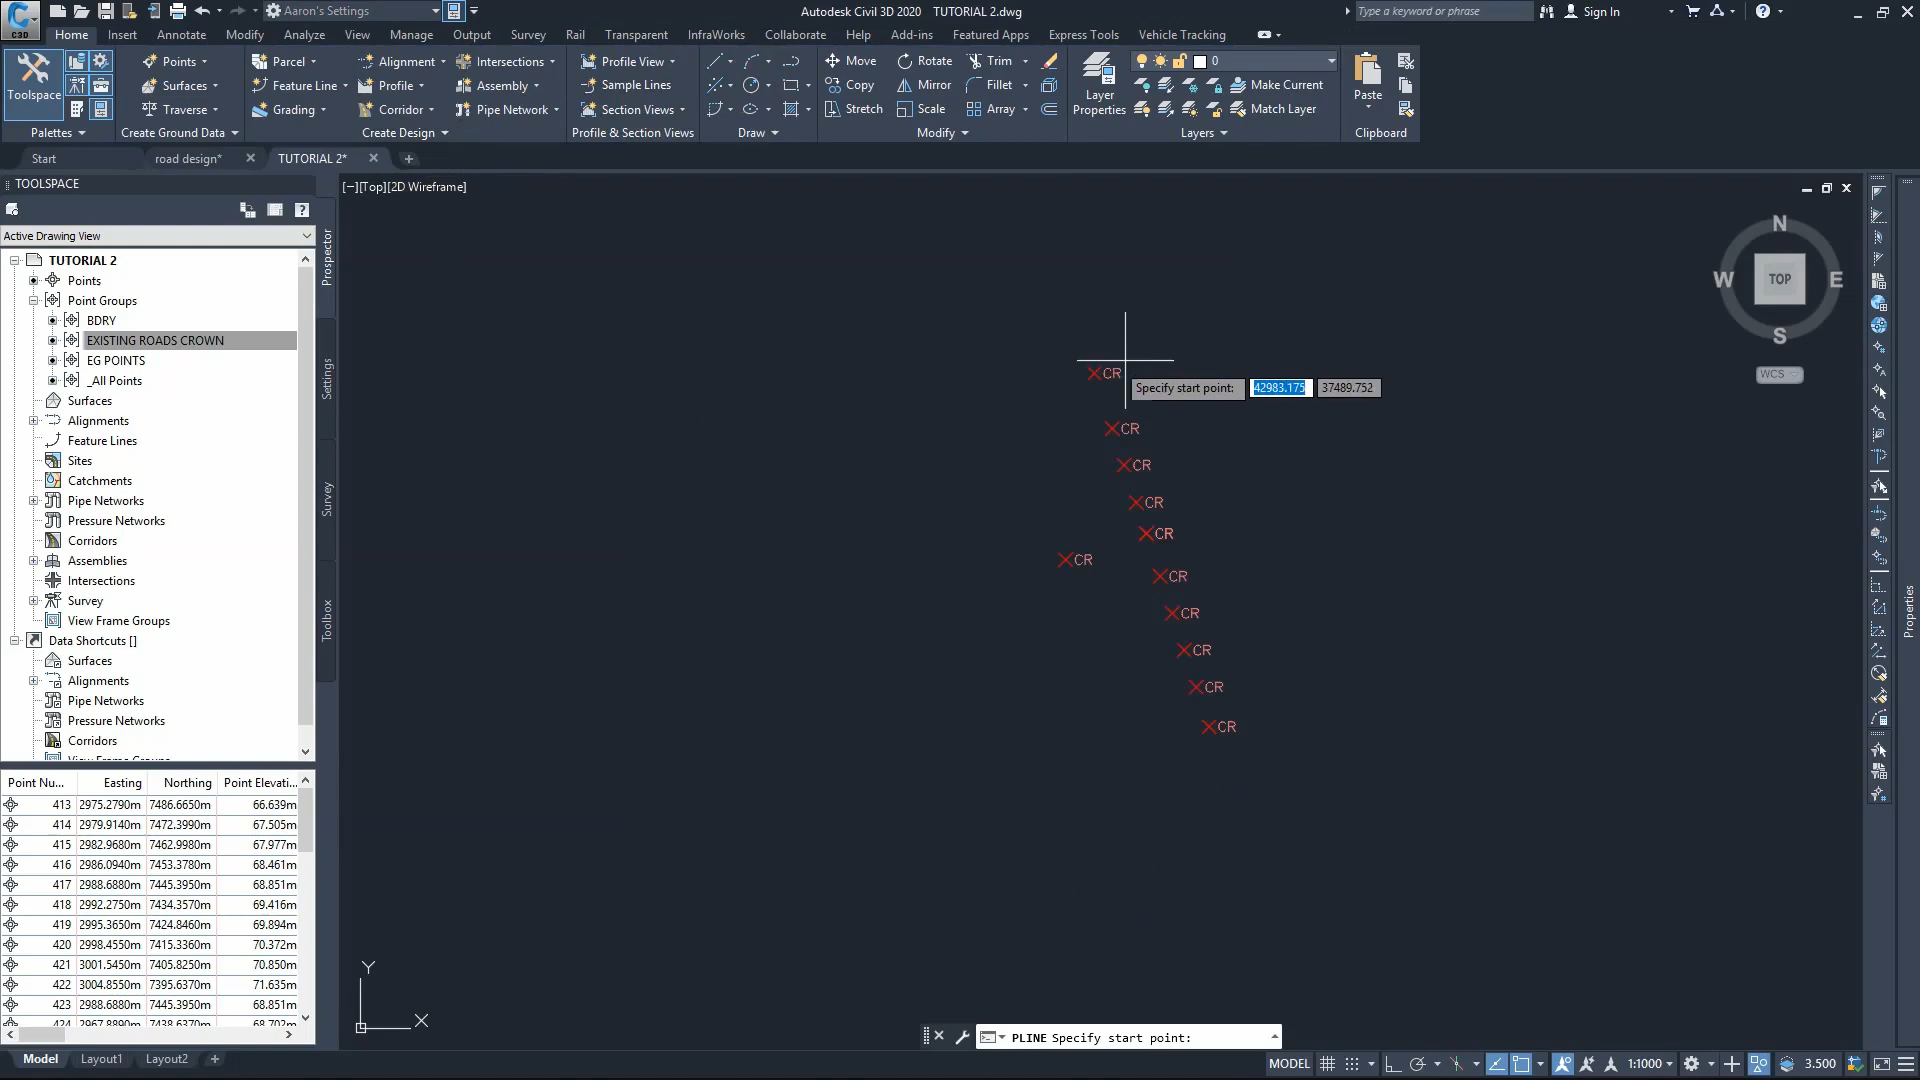 C3D
Aaron's Settings
Autodesk Civil 3D 2020 TUTORIAL 2.dwg
Type a keyword or phrase
Sign In
Home Insert Annotate Modify Analyze View Manage Output Survey Rail Transparent InfraWorks Collaborate Help Add-ins Featured Apps Express Tools Vehicle Tracking
Points Parcel Alignment Intersections Profile View Move Rotate Trim 0
Toolspace Surfaces Feature Line Profile Assembly Sample Lines Copy Mirror Fillet Layer Properties Make Current Paste
Traverse Grading Corridor Pipe Network Section Views Stretch Scale Array Match Layer
Palettes Create Ground Data Create Design Profile & Section Views Draw Modify Layers Clipboard
Start road design* TUTORIAL 2*
TOOLSPACE
[−][Top][2D Wireframe]
Active Drawing View
TUTORIAL 2
Points
Point Groups
BDRY
EXISTING ROADS CROWN
EG POINTS
_All Points
Surfaces
Alignments
Feature Lines
Sites
Catchments
Pipe Networks
Pressure Networks
Corridors
Assemblies
Intersections
Survey
View Frame Groups
Data Shortcuts []
Surfaces
Alignments
Pipe Networks
Pressure Networks
Corridors
View Frame Groups
Prospector
Settings
Survey
Toolbox
Point Nu... Easting Northing Point Elevati...
413 2975.2790m 7486.6650m 66.639m
414 2979.9140m 7472.3990m 67.505m
415 2982.9680m 7462.9980m 67.977m
416 2986.0940m 7453.3780m 68.461m
417 2988.6880m 7445.3950m 68.851m
418 2992.2750m 7434.3570m 69.416m
419 2995.3650m 7424.8460m 69.894m
420 2998.4550m 7415.3360m 70.372m
421 3001.5450m 7405.8250m 70.850m
422 3004.8550m 7395.6370m 71.635m
423 2988.6880m 7445.3950m 68.851m
424 2967.8890m 7438.6370m 68.702m
CR
Specify start point: 42983.175 37489.752
CR
CR
CR
CR
CR
CR
CR
CR
CR
CR
N
W TOP E
S
WCS
Properties
Y
X
PLINE Specify start point:
Model Layout1 Layout2
MODEL 1:1000 3.500